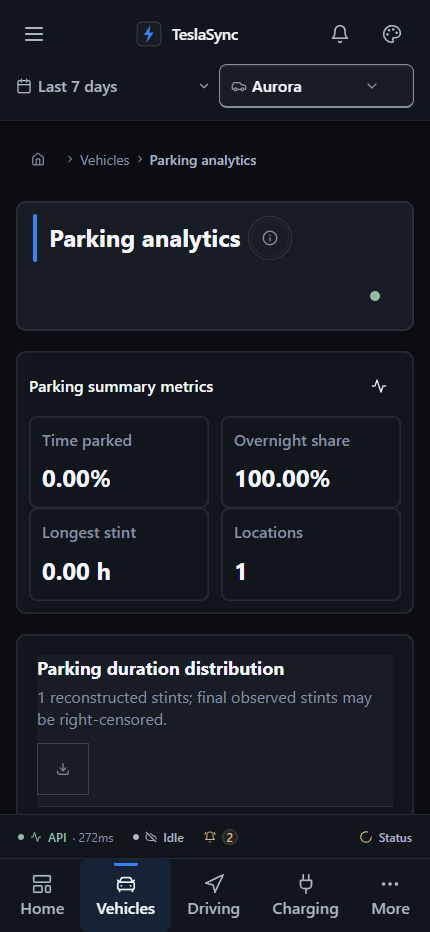 TeslaSync
Last 7 days
Aurora
Vehicles
Parking analytics
Parking analytics
Parking summary metrics
Time parked
0.00%
Overnight share
100.00%
Longest stint
0.00 h
Locations
1
Parking duration distribution
1 reconstructed stints; final observed stints may
be right-censored.
API · 272ms
Idle
2
Status
Home
Vehicles
Driving
Charging
More